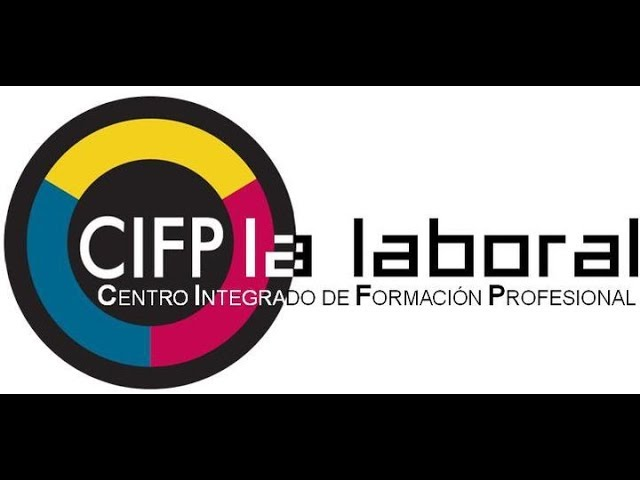 CIFP la laboral
CENTRO INTEGRADO DE FORMACIÓN PROFESIONAL